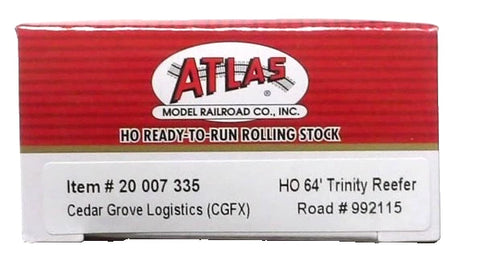 ATLAS
®
MODEL RAILROAD CO., INC.
HO READY-TO-RUN ROLLING STOCK
Item # 20 007 335
HO 64' Trinity Reefer
Cedar Grove Logistics (CGFX)
Road # 992115